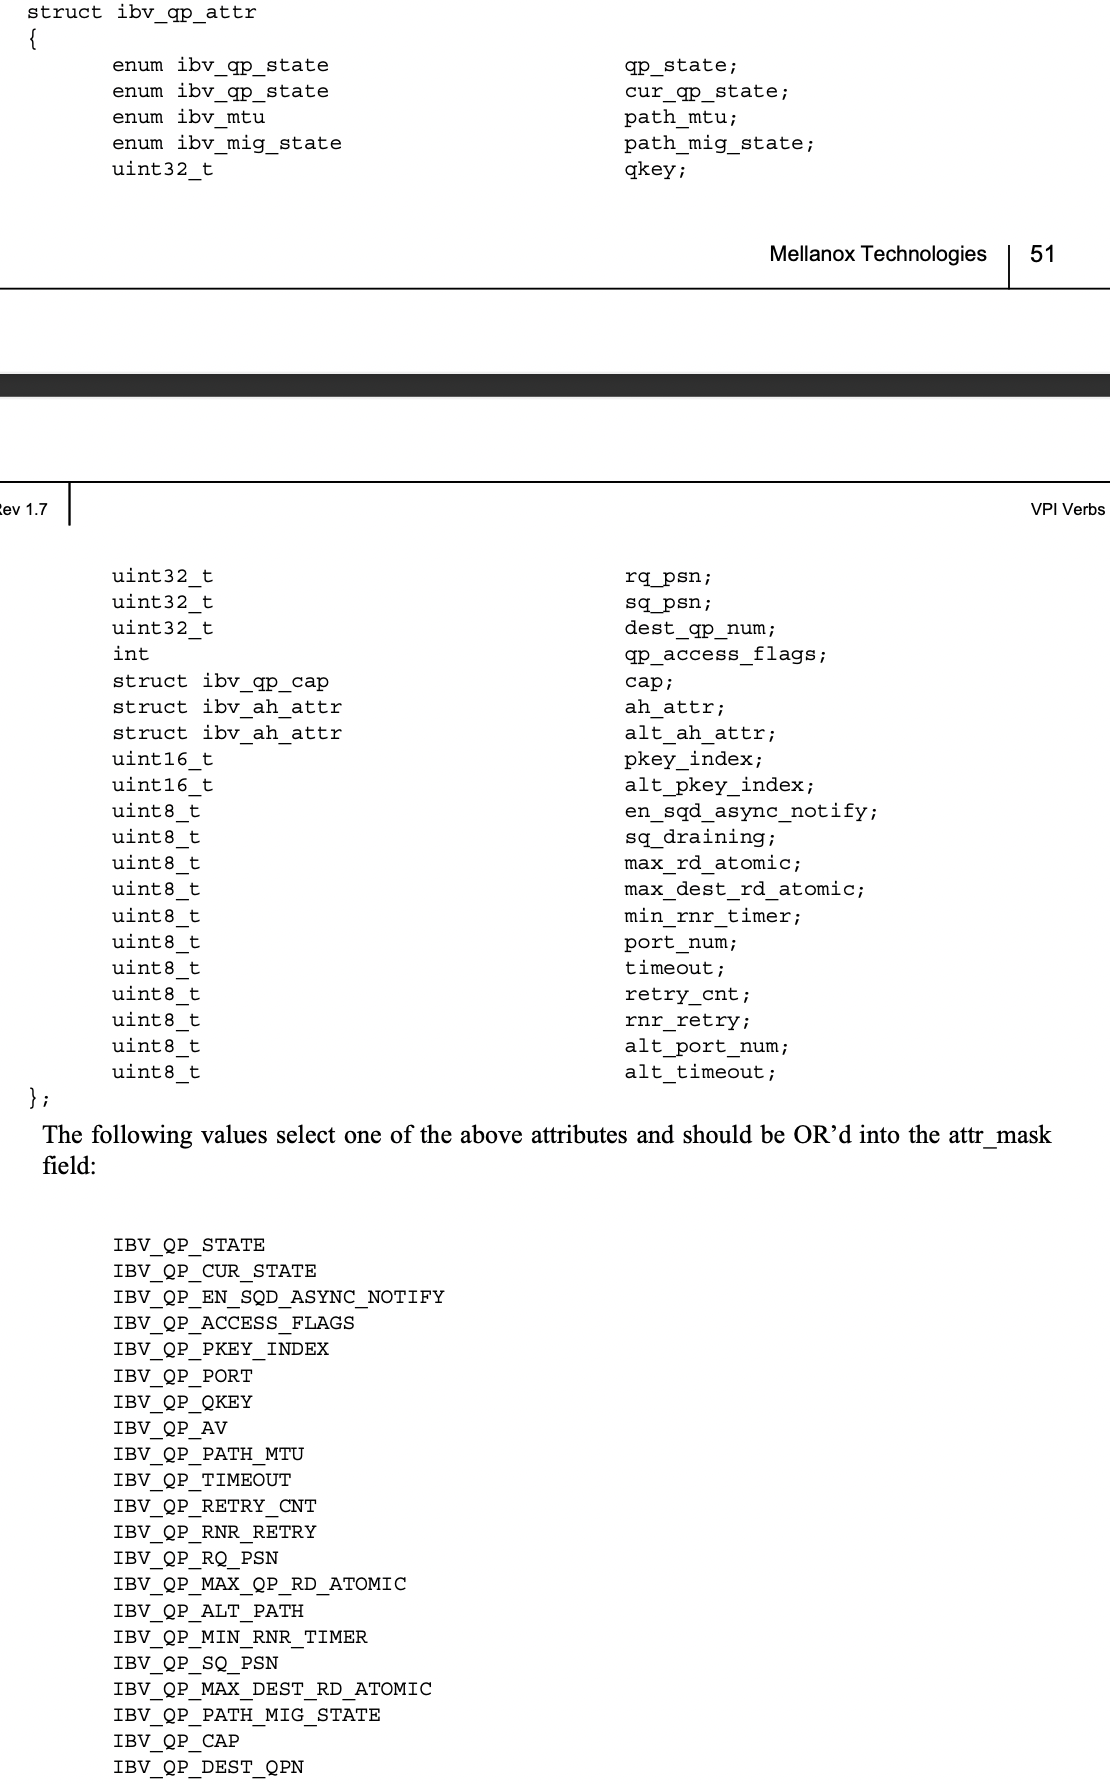 struct ibv_qp_attr
{
enum ibv_qp_state qp_state;
enum ibv_qp_state cur_qp_state;
enum ibv_mtu path_mtu;
enum ibv_mig_state path_mig_state;
uint32_t qkey;
Mellanox Technologies 51
Rev 1.7 VPI Verbs
uint32_t rq_psn;
uint32_t sq_psn;
uint32_t dest_qp_num;
int qp_access_flags;
struct ibv_qp_cap cap;
struct ibv_ah_attr ah_attr;
struct ibv_ah_attr alt_ah_attr;
uint16_t pkey_index;
uint16_t alt_pkey_index;
uint8_t en_sqd_async_notify;
uint8_t sq_draining;
uint8_t max_rd_atomic;
uint8_t max_dest_rd_atomic;
uint8_t min_rnr_timer;
uint8_t port_num;
uint8_t timeout;
uint8_t retry_cnt;
uint8_t rnr_retry;
uint8_t alt_port_num;
uint8_t alt_timeout;
};
The following values select one of the above attributes and should be OR’d into the attr_mask
field:
IBV_QP_STATE
IBV_QP_CUR_STATE
IBV_QP_EN_SQD_ASYNC_NOTIFY
IBV_QP_ACCESS_FLAGS
IBV_QP_PKEY_INDEX
IBV_QP_PORT
IBV_QP_QKEY
IBV_QP_AV
IBV_QP_PATH_MTU
IBV_QP_TIMEOUT
IBV_QP_RETRY_CNT
IBV_QP_RNR_RETRY
IBV_QP_RQ_PSN
IBV_QP_MAX_QP_RD_ATOMIC
IBV_QP_ALT_PATH
IBV_QP_MIN_RNR_TIMER
IBV_QP_SQ_PSN
IBV_QP_MAX_DEST_RD_ATOMIC
IBV_QP_PATH_MIG_STATE
IBV_QP_CAP
IBV_QP_DEST_QPN